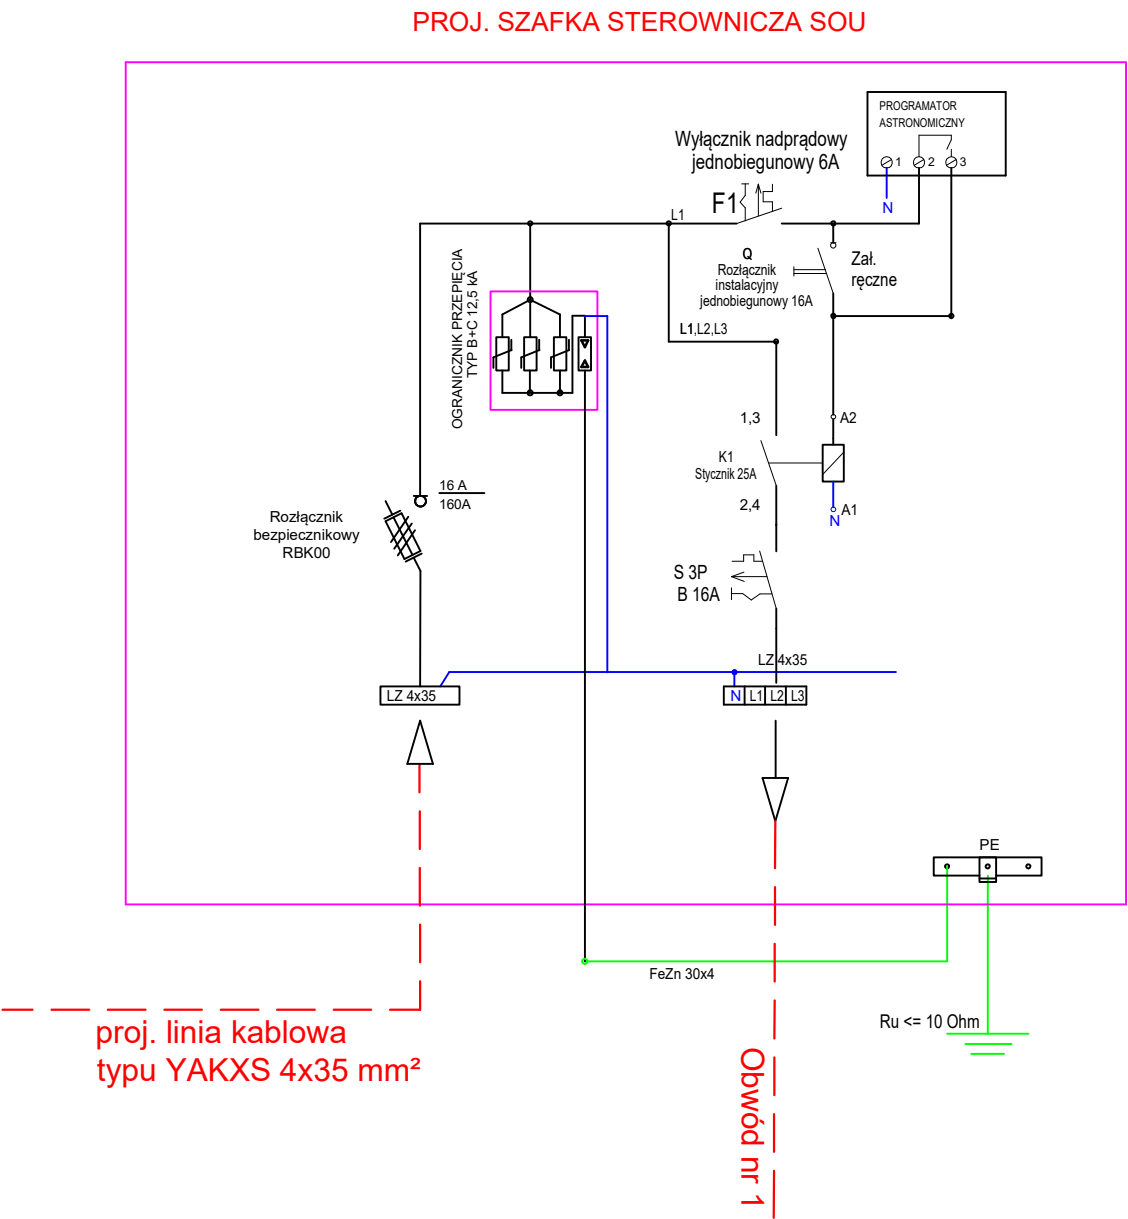 PROJ. SZAFKA STEROWNICZA SOU
PROGRAMATOR
ASTRONOMICZNY
1 2 3
N
Wyłącznik nadprądowy
jednobiegunowy 6A
F1
L1
Q
Rozłącznik
instalacyjny
jednobiegunowy 16A
Zał.
ręczne
L1,L2,L3
OGRANICZNIK PRZEPIĘCIA
TYP B+C 12,5 kA
1,3
A2
K1
Stycznik 25A
2,4
A1
N
16 A
160A
Rozłącznik
bezpiecznikowy
RBK00
S 3P
B 16A
LZ 4x35
LZ 4x35
N L1 L2 L3
PE
FeZn 30x4
Ru <= 10 Ohm
proj. linia kablowa
typu YAKXS 4x35 mm²
Obwód nr 1